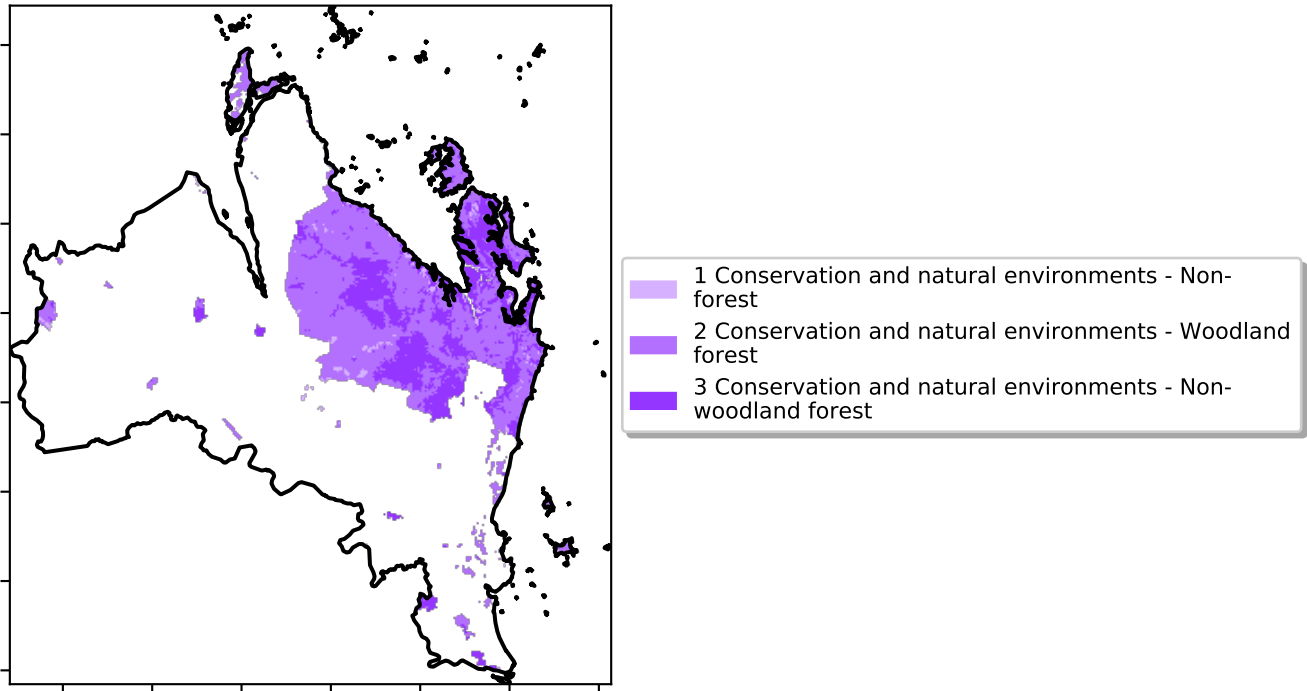 1 Conservation and natural environments - Non-
forest
2 Conservation and natural environments - Woodland
forest
3 Conservation and natural environments - Non-
woodland forest